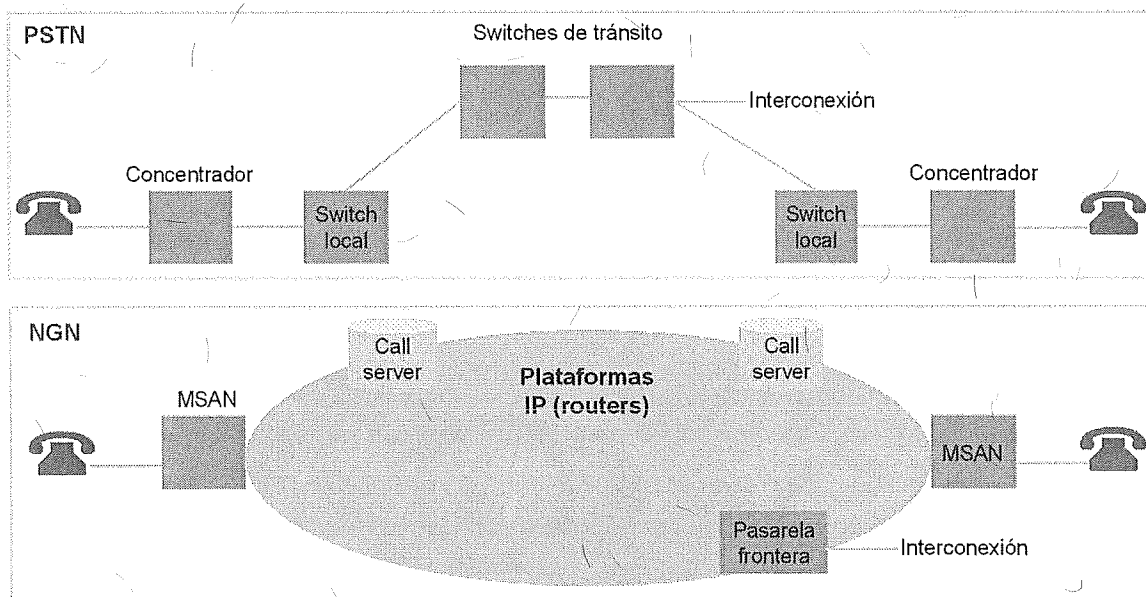 PSTN
Switches de tránsito
Interconexión
Concentrador
Concentrador
Switch
local
Switch
local
NGN
Call
server
Call
server
Plataformas
IP (routers)
MSAN
MSAN
Pasarela
frontera
Interconexión